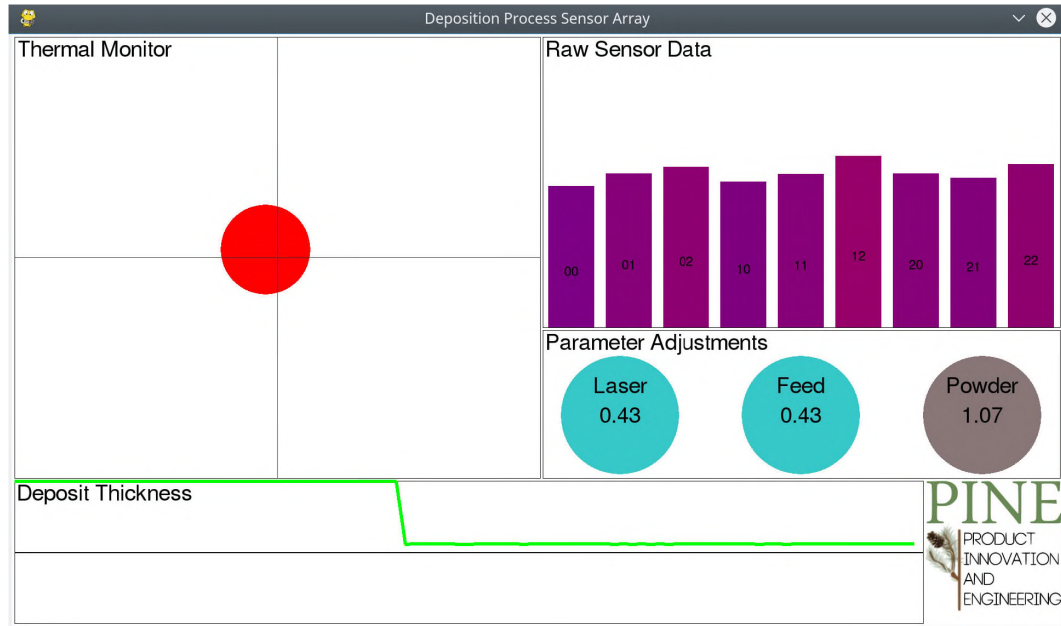 Deposition Process Sensor Array
Thermal Monitor
Raw Sensor Data
00 01 02 10 11 12 20 21 22
Parameter Adjustments
Laser Feed Powder
0.43 0.43 1.07
Deposit Thickness
PINE
PRODUCT
INNOVATION
AND
ENGINEERING